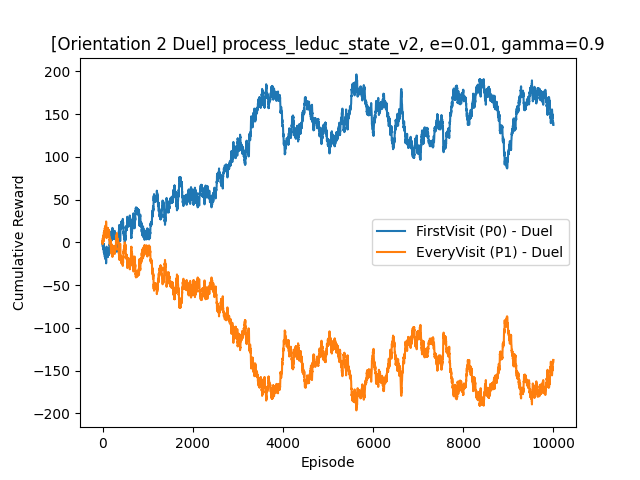 [Orientation 2 Duel] process_leduc_state_v2, e=0.01, gamma=0.9
200
150
100
50
0
−50
−100
−150
−200
Cumulative Reward
FirstVisit (P0) - Duel
EveryVisit (P1) - Duel
0 2000 4000 6000 8000 10000
Episode